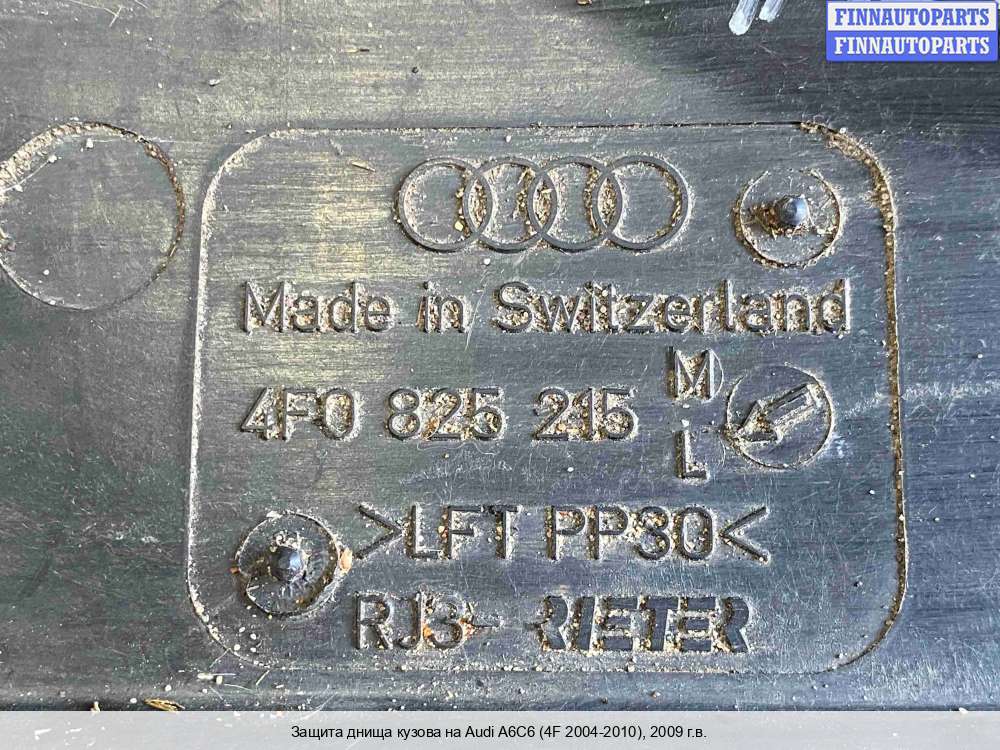 FINNAUTOPARTS
FINNAUTOPARTS
Made in Switzerland
4F0 825 215
M
L
>LFT PP30<
RJ3- RIETER
Защита днища кузова на Audi A6C6 (4F 2004-2010), 2009 г.в.